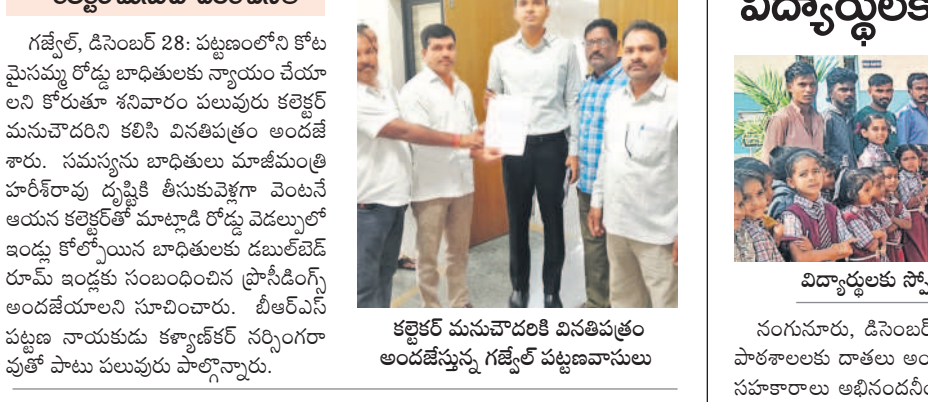 గజ్వేల్, డిసెంబర్ 28: పట్టణంలోని కోట
మైసమ్మ రోడ్డు బాధితులకు న్యాయం చేయా
లని కోరుతూ శనివారం పలువురు కలెక్టర్
మనుచౌదరిని కలిసి వినతిపత్రం అందజే
శారు. సమస్యను బాధితులు మాజీమంత్రి
హరీశ్‌రావు దృష్టికి తీసుకువెళ్లగా వెంటనే
ఆయన కలెక్టర్‌తో మాట్లాడి రోడ్డు వెడల్పులో
ఇండ్లు కోల్పోయిన బాధితులకు డబుల్‌బెడ్
రూమ్ ఇండ్లకు సంబంధించిన ప్రొసీడింగ్స్
అందజేయాలని సూచించారు. బీఆర్ఎస్
పట్టణ నాయకుడు కళ్యాణ్‌కర్ నర్సింగరా
వుతో పాటు పలువురు పాల్గొన్నారు.
కల్టెకర్ మనుచౌదరికి వినతిపత్రం
అందజేస్తున్న గజ్వేల్ పట్టణవాసులు
విద్యార్థులక
విద్యార్థులకు
నంగునూరు, డిసెంబర్
పాఠశాలలకు దాతలు
సహకారాలు